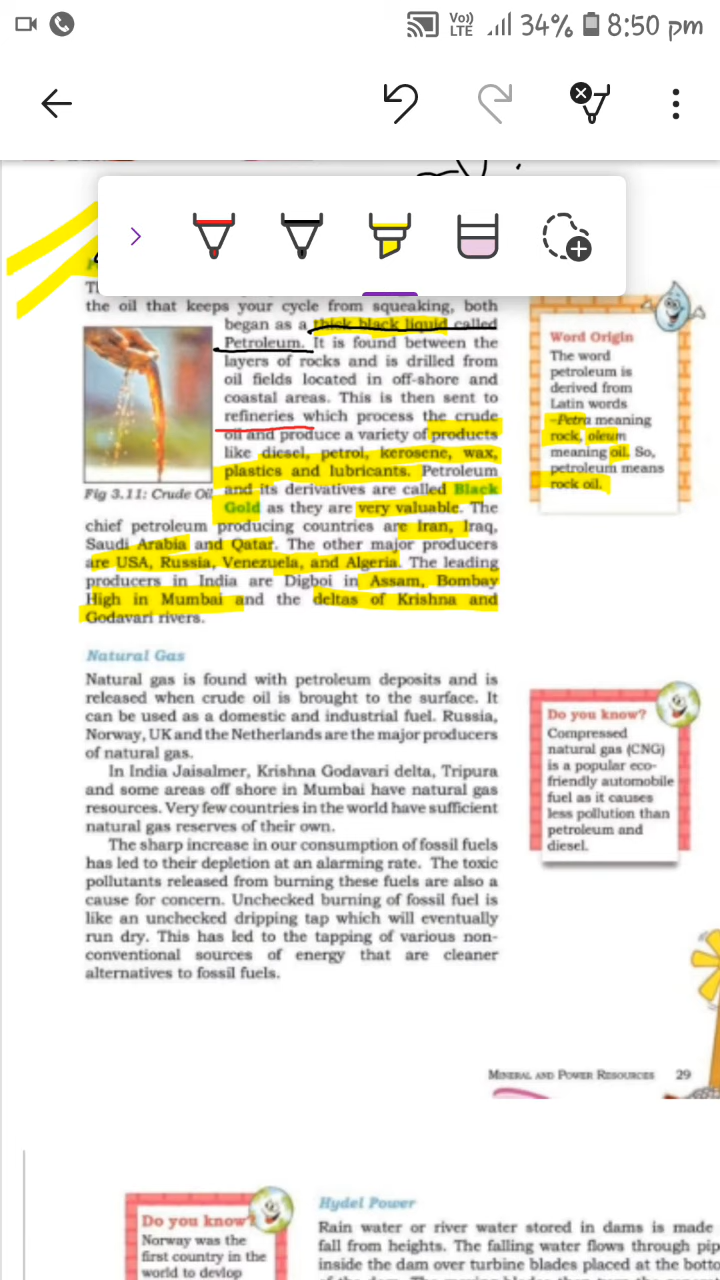 Vo))
LTE
34%
8:50 pm
the oil that keeps your cycle from squeaking, both
began as a thick black liquid called
Petroleum. It is found between the
layers of rocks and is drilled from
oil fields located in off-shore and
coastal areas. This is then sent to
refineries which process the crude
oil and produce a variety of products
like diesel, petrol, kerosene, wax,
plastics and lubricants. Petroleum
and its derivatives are called Black
Gold as they are very valuable. The
chief petroleum producing countries are Iran, Iraq,
Saudi Arabia and Qatar. The other major producers
are USA, Russia, Venezuela, and Algeria. The leading
producers in India are Digboi in Assam, Bombay
High in Mumbai and the deltas of Krishna and
Godavari rivers.
Fig 3.11: Crude Oil
Word Origin
The word
petroleum is
derived from
Latin words
–Petra meaning
rock, oleum
meaning oil. So,
petroleum means
rock oil.
Natural Gas
Natural gas is found with petroleum deposits and is
released when crude oil is brought to the surface. It
can be used as a domestic and industrial fuel. Russia,
Norway, UK and the Netherlands are the major producers
of natural gas.
In India Jaisalmer, Krishna Godavari delta, Tripura
and some areas off shore in Mumbai have natural gas
resources. Very few countries in the world have sufficient
natural gas reserves of their own.
The sharp increase in our consumption of fossil fuels
has led to their depletion at an alarming rate. The toxic
pollutants released from burning these fuels are also a
cause for concern. Unchecked burning of fossil fuel is
like an unchecked dripping tap which will eventually
run dry. This has led to the tapping of various non-
conventional sources of energy that are cleaner
alternatives to fossil fuels.
Do you know?
Compressed
natural gas (CNG)
is a popular eco-
friendly automobile
fuel as it causes
less pollution than
petroleum and
diesel.
Mineral and Power Resources 29
Do you know?
Norway was the
first country in the
world to devlop
Hydel Power
Rain water or river water stored in dams is made
fall from heights. The falling water flows through
inside the dam over turbine blades placed at the